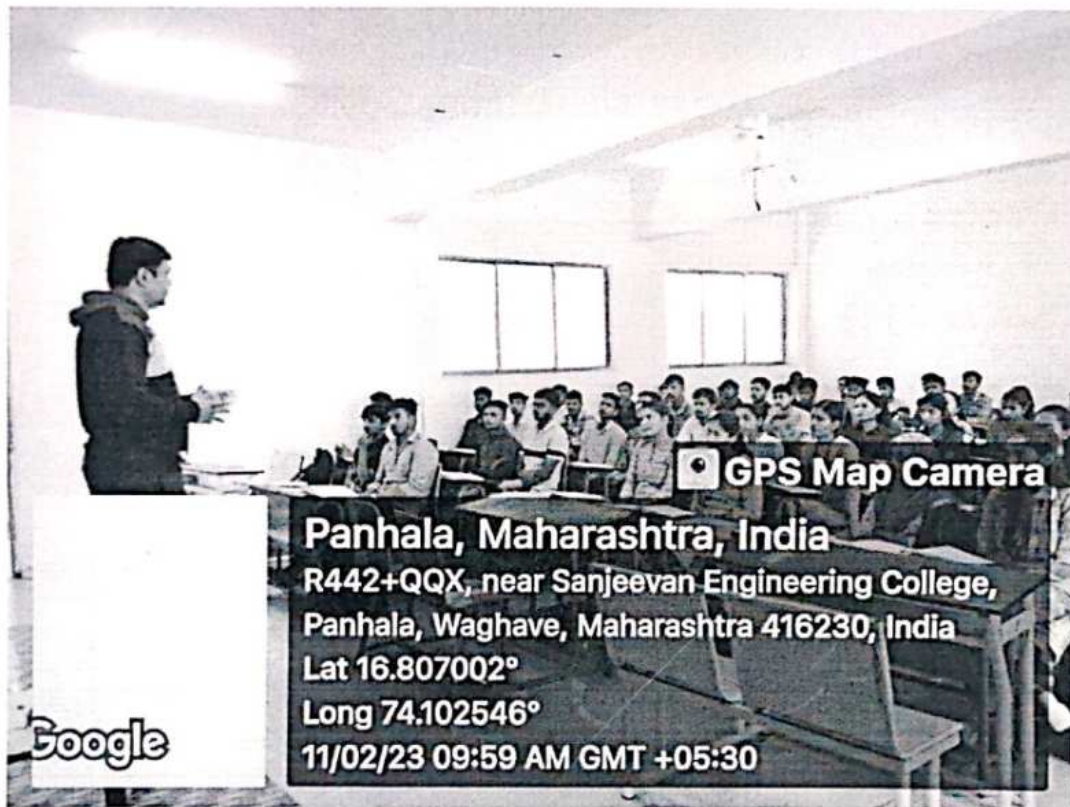 GPS Map Camera
Panhala, Maharashtra, India
R442+QQX, near Sanjeevan Engineering College,
Panhala, Waghave, Maharashtra 416230, India
Lat 16.807002°
Long 74.102546°
11/02/23 09:59 AM GMT +05:30
Google